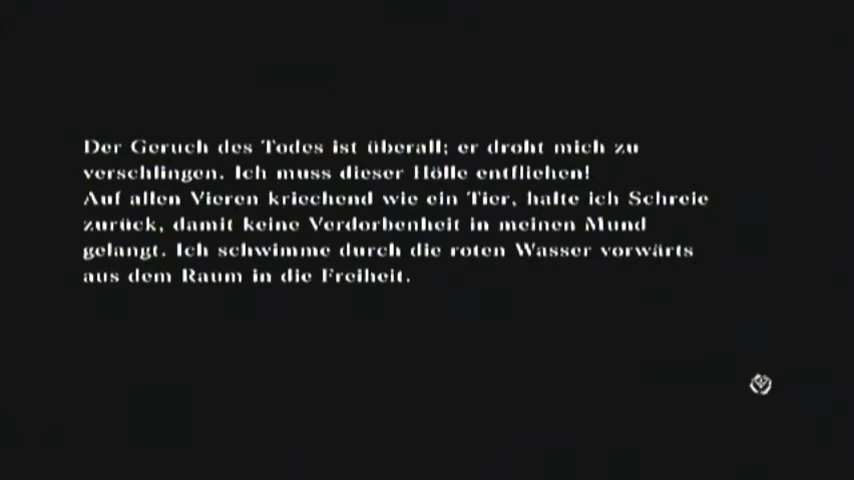 Der Geruch des Todes ist überall; er droht mich zu
verschlingen. Ich muss dieser Hölle entfliehen!
Auf allen Vieren kriechend wie ein Tier, halte ich Schreie
zurück, damit keine Verdorbenheit in meinen Mund
gelangt. Ich schwimme durch die roten Wasser vorwärts
aus dem Raum in die Freiheit.